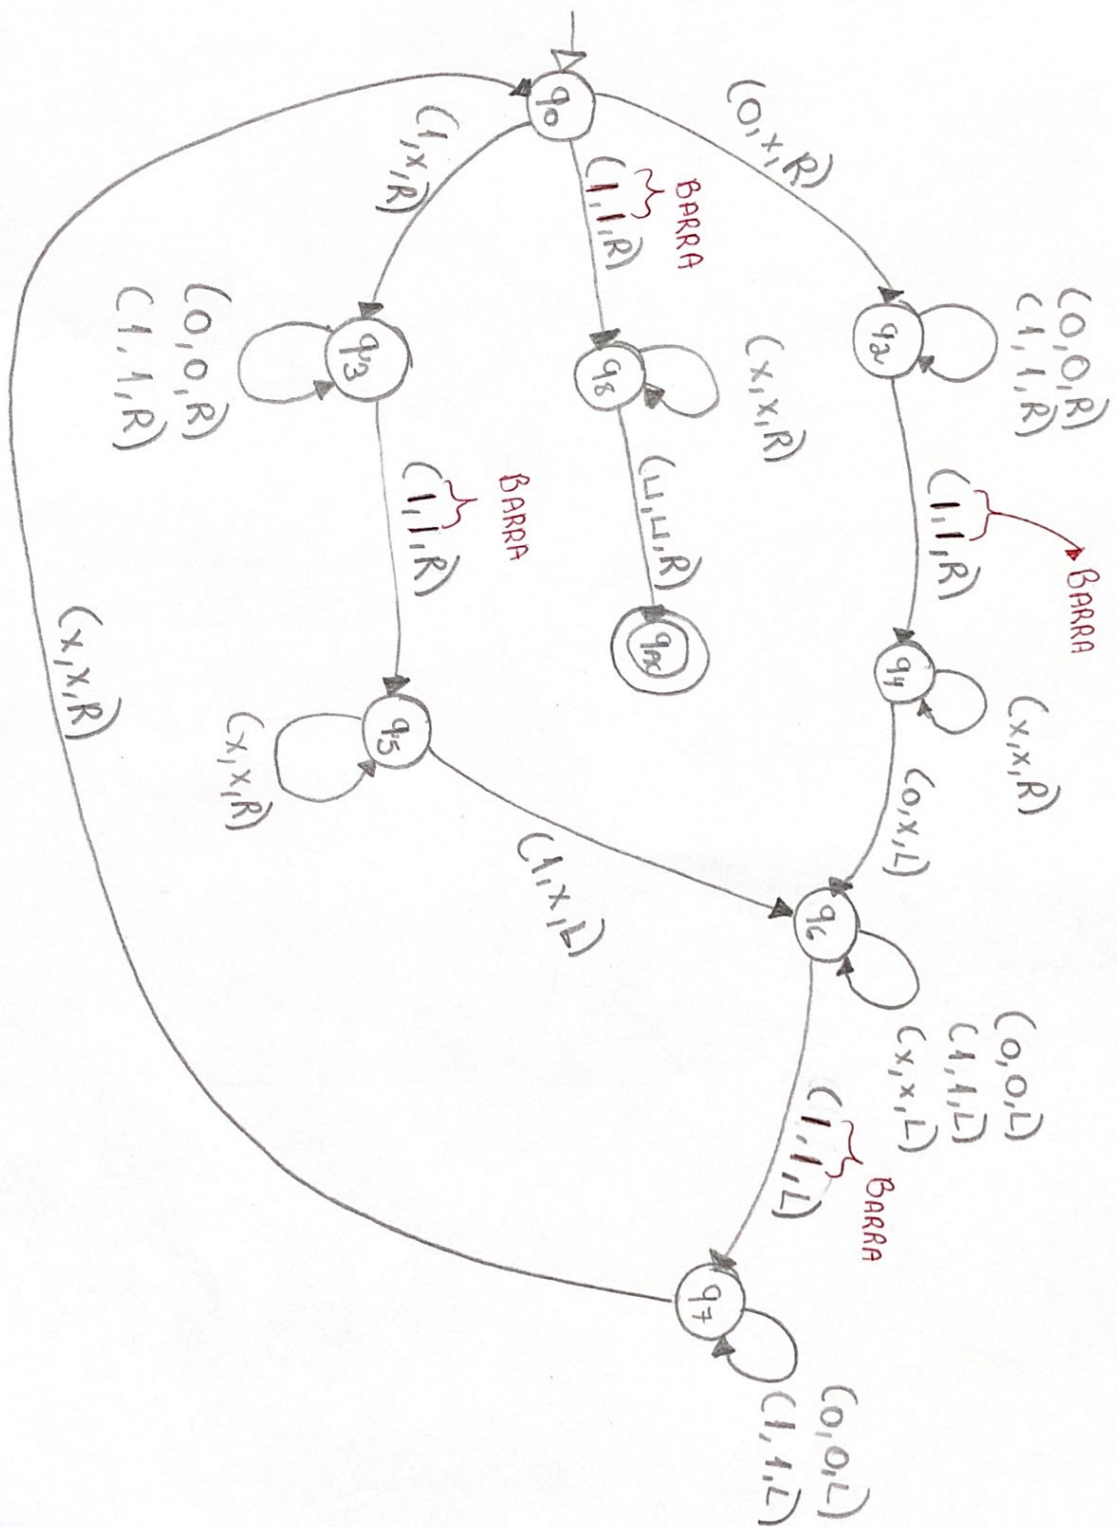 (0,0,R)
(1,1,R)
BARRA
(x,x,R)
(0,0,L)
(1,1,L)
(x,x,L)
(|,|,R)
q2
q4
(0,x,L)
(0,x,R)
q6
BARRA
(|,|,L)
(0,0,L)
(1,1,L)
(x,x,R)
BARRA
(|,|,R)
q7
q0
q8
(⊔,⊔,R)
qAC
(1,x,L)
BARRA
(|,|,R)
(1,x,R)
q3
q5
(x,x,R)
(0,0,R)
(1,1,R)
(x,x,R)